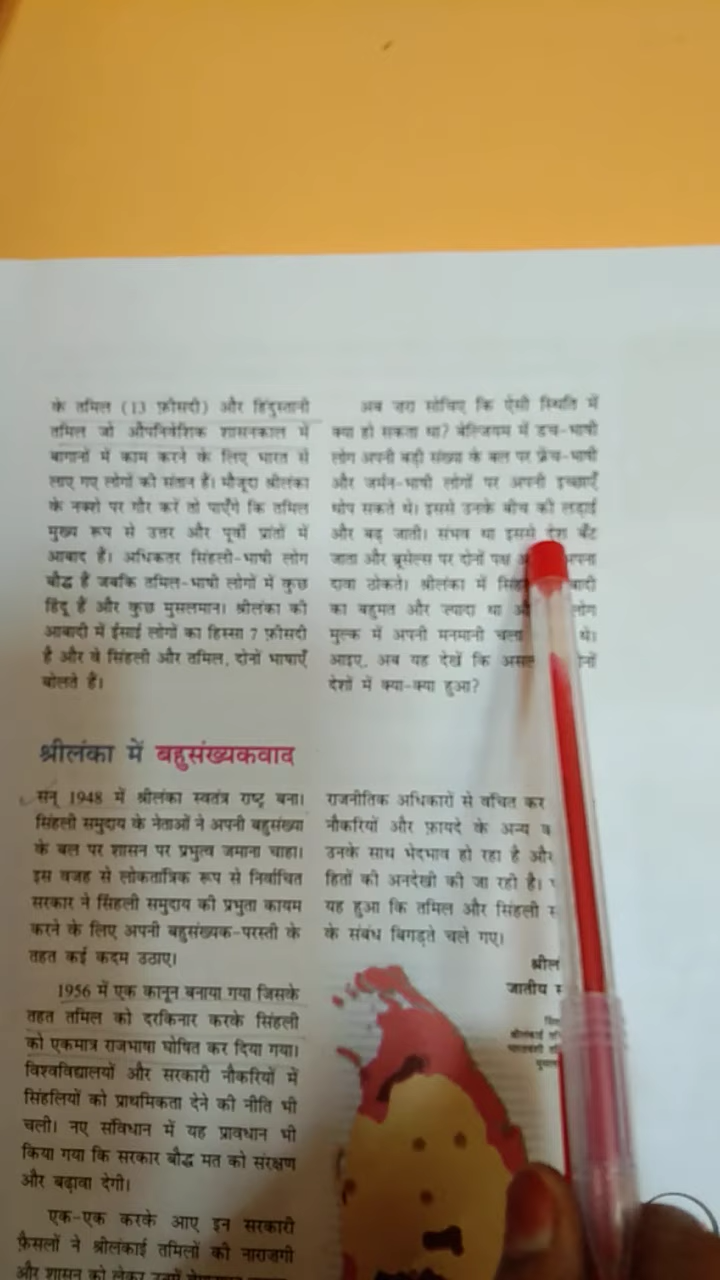 के तमिल (13 फ़ीसदी) और हिंदुस्तानी
तमिल जो औपनिवेशिक शासनकाल में
बागानों में काम करने के लिए भारत से
लाए गए लोगों की संतान हैं। मौजूदा श्रीलंका
के नक्शे पर गौर करें तो पाएँगे कि तमिल
मुख्य रूप से उत्तर और पूर्वी प्रांतों में
आबाद हैं। अधिकतर सिंहली-भाषी लोग
बौद्ध हैं जबकि तमिल-भाषी लोगों में कुछ
हिंदू हैं और कुछ मुसलमान। श्रीलंका की
आबादी में ईसाई लोगों का हिस्सा 7 फ़ीसदी
है और वे सिंहली और तमिल, दोनों भाषाएँ
बोलते हैं।
अब ज़रा सोचिए कि ऐसी स्थिति में
क्या हो सकता था? बेल्जियम में डच-भाषी
लोग अपनी बड़ी संख्या के बल पर फ्रेंच-भाषी
और जर्मन-भाषी लोगों पर अपनी इच्छाएँ
थोप सकते थे। इससे उनके बीच की लड़ाई
और बढ़ जाती। संभव था इससे देश बँट
जाता और ब्रूसेल्स पर दोनों पक्ष अपना
दावा ठोकते। श्रीलंका में बादी
का बहुमत और ज़्यादा था लोग
मुल्क में अपनी मनमानी चला थे।
आइए, अब यह देखें कि
देशों में क्या-क्या हुआ?
श्रीलंका में बहुसंख्यकवाद
सन् 1948 में श्रीलंका स्वतंत्र राष्ट्र बना।
सिंहली समुदाय के नेताओं ने अपनी बहुसंख्या
के बल पर शासन पर प्रभुत्व जमाना चाहा।
इस वजह से लोकतांत्रिक रूप से निर्वाचित
सरकार ने सिंहली समुदाय की प्रभुता कायम
करने के लिए अपनी बहुसंख्यक-परस्ती के
तहत कई कदम उठाए।
1956 में एक कानून बनाया गया जिसके
तहत तमिल को दरकिनार करके सिंहली
को एकमात्र राजभाषा घोषित कर दिया गया।
विश्वविद्यालयों और सरकारी नौकरियों में
सिंहलियों को प्राथमिकता देने की नीति भी
चली। नए संविधान में यह प्रावधान भी
किया गया कि सरकार बौद्ध मत को संरक्षण
और बढ़ावा देगी।
एक-एक करके आए इन सरकारी
फ़ैसलों ने श्रीलंकाई तमिलों की नाराजगी
और शासन को लेकर उनमें
राजनीतिक अधिकारों से वंचित कर
नौकरियों और फ़ायदे के अन्य
उनके साथ भेदभाव हो रहा है और
हितों की अनदेखी की जा रही है।
यह हुआ कि तमिल और सिंहली
के संबंध बिगड़ते चले गए।
श्रील
जातीय